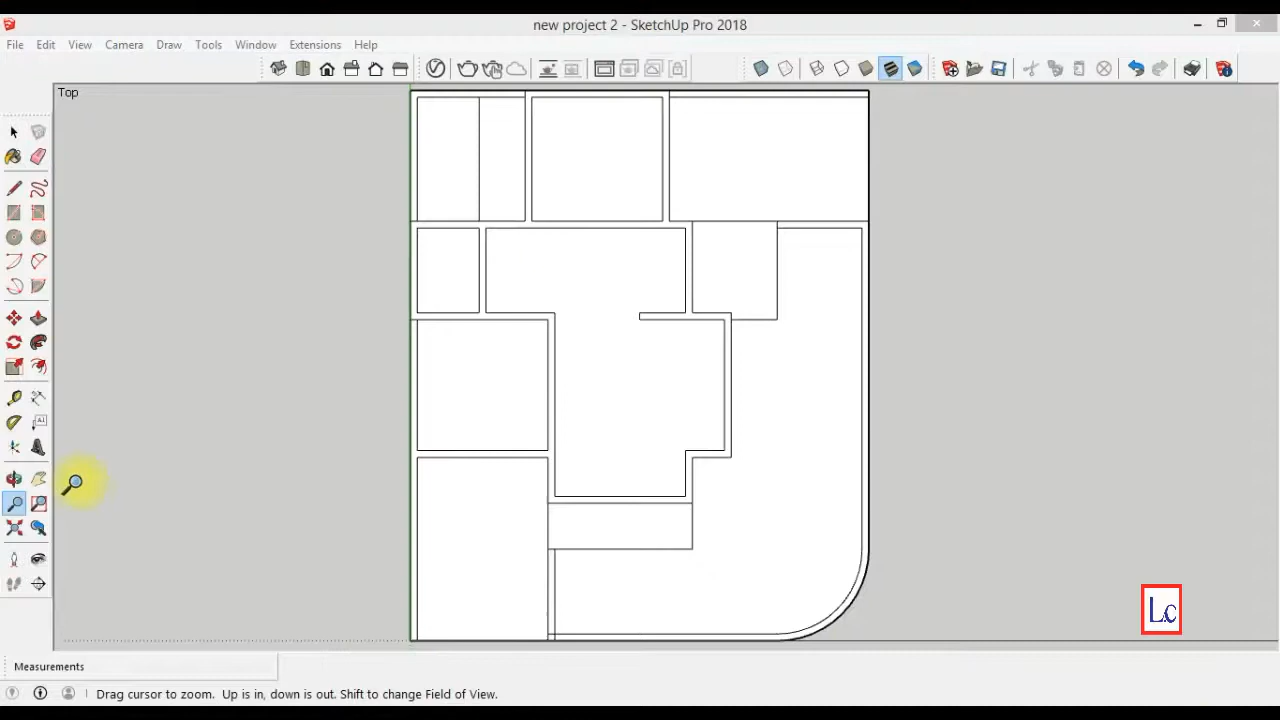 new project 2 - SketchUp Pro 2018
File Edit View Camera Draw Tools Window Extensions Help
Top
A1
Lc
Measurements
Drag cursor to zoom. Up is in, down is out. Shift to change Field of View.